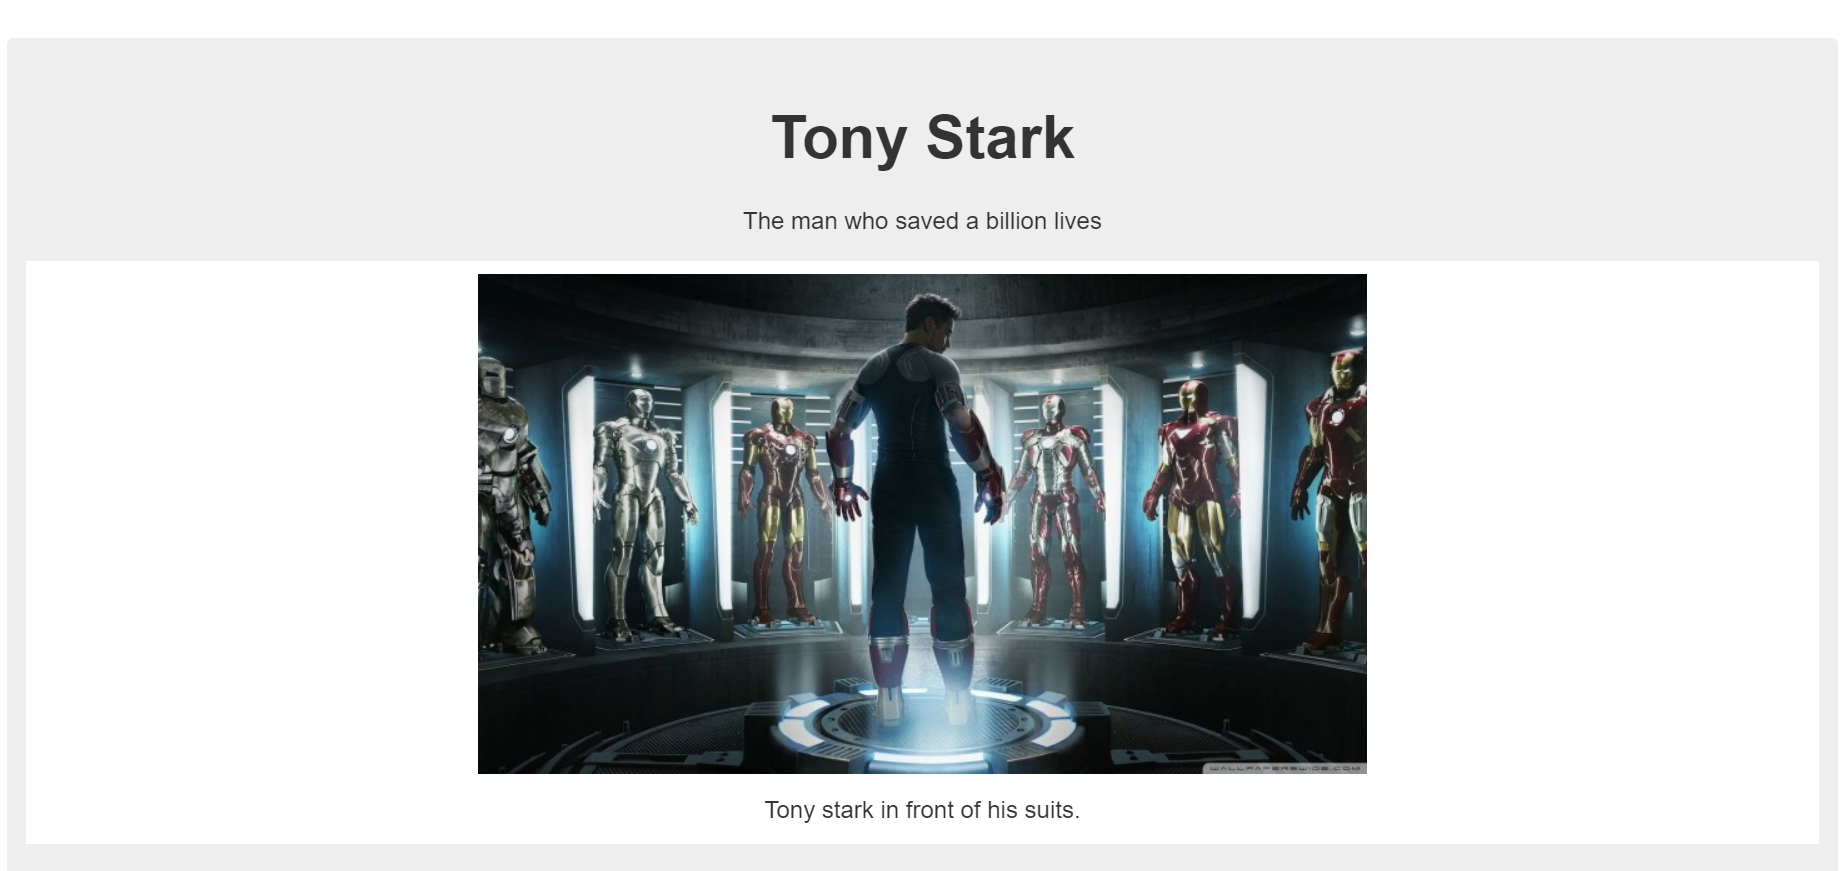 Tony Stark
The man who saved a billion lives
WALLPAPERSWIDE.COM
Tony stark in front of his suits.